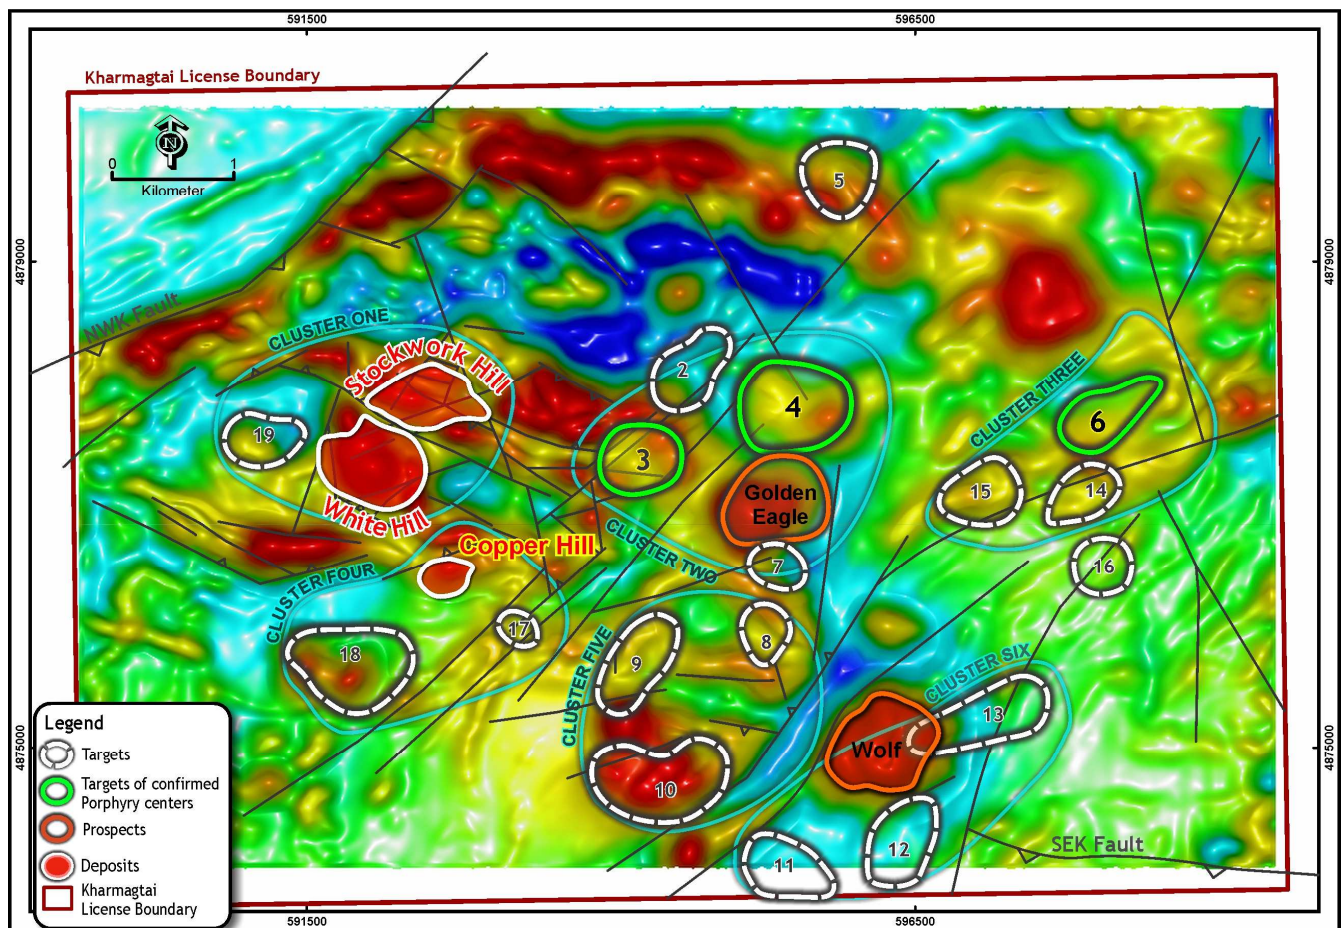 591500
596500
Kharmagtai License Boundary
N
0
1
Kilometer
5
4879000
4879000
NWK Fault
CLUSTER ONE
Stockwork Hill
2
CLUSTER THREE
4
6
19
3
White Hill
Golden
Eagle
15
14
Copper Hill
CLUSTER TWO
7
16
CLUSTER FOUR
17
8
18
9
CLUSTER FIVE
CLUSTER SIX
13
Wolf
10
4875000
4875000
12
11
SEK Fault
Legend
Targets
Targets of confirmed
Porphyry centers
Prospects
Deposits
Kharmagtai
License Boundary
591500
596500